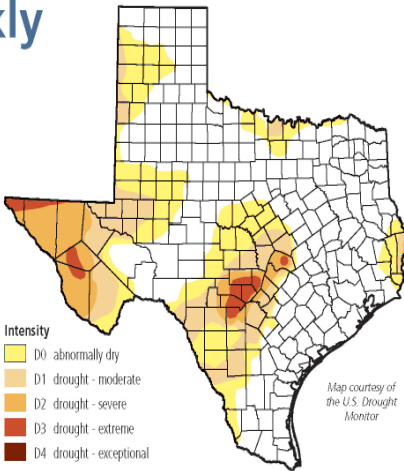 kly
Intensity
D0 abnormally dry
D1 drought - moderate
D2 drought - severe
D3 drought - extreme
D4 drought - exceptional
Map courtesy of
the U.S. Drought
Monitor